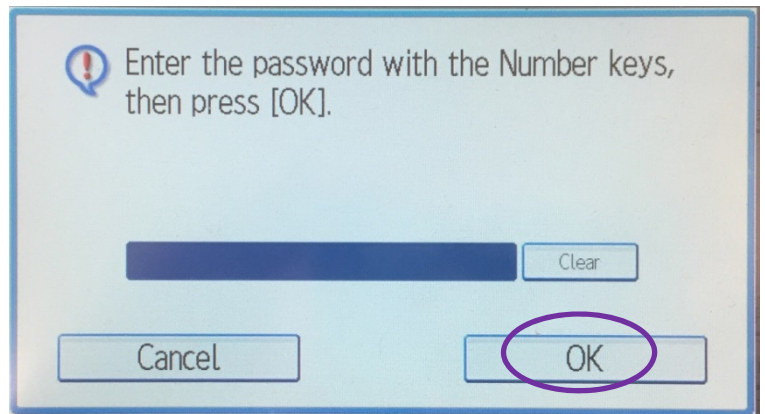 Enter the password with the Number keys,
then press [OK].
Clear
Cancel
OK